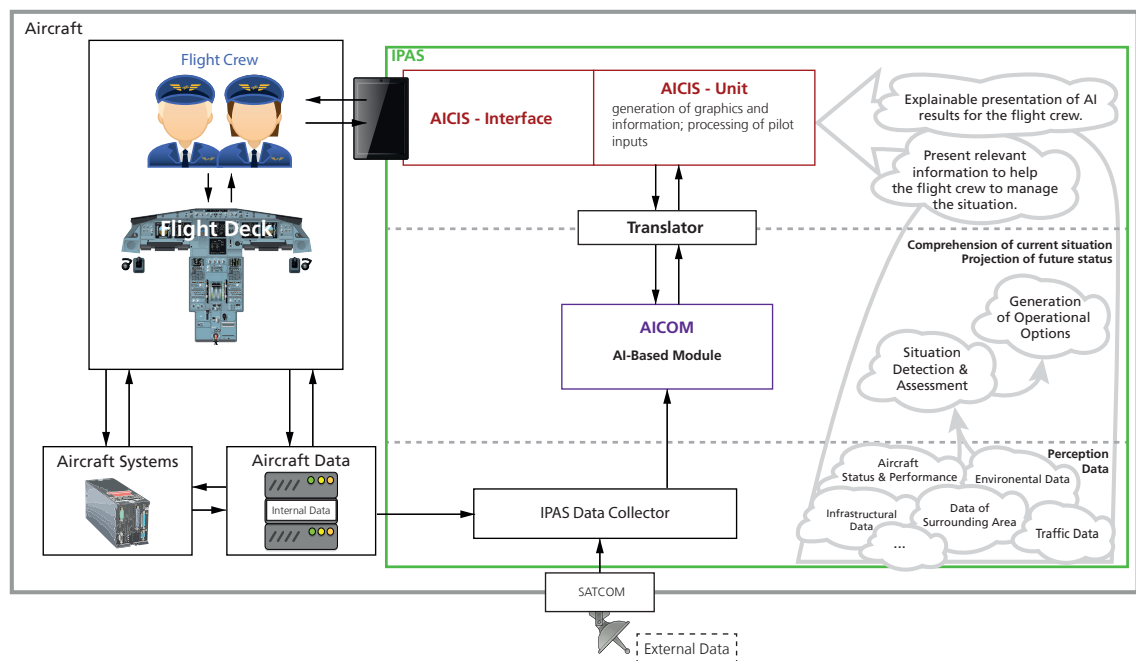 Aircraft
Flight Crew
Flight Deck
Aircraft Systems
Aircraft Data
Internal Data
IPAS
AICIS - Interface
AICIS - Unit
generation of graphics and
information; processing of pilot
inputs
Translator
AICOM
AI-Based Module
IPAS Data Collector
SATCOM
External Data
Explainable presentation of AI
results for the flight crew.
Present relevant
information to help
the flight crew to manage
the situation.
Comprehension of current situation
Projection of future status
Generation
of Operational
Options
Situation
Detection &
Assessment
Perception
Data
Aircraft
Status & Performance
Environental Data
Infrastructural
Data
Data of
Surrounding Area
Traffic Data
...